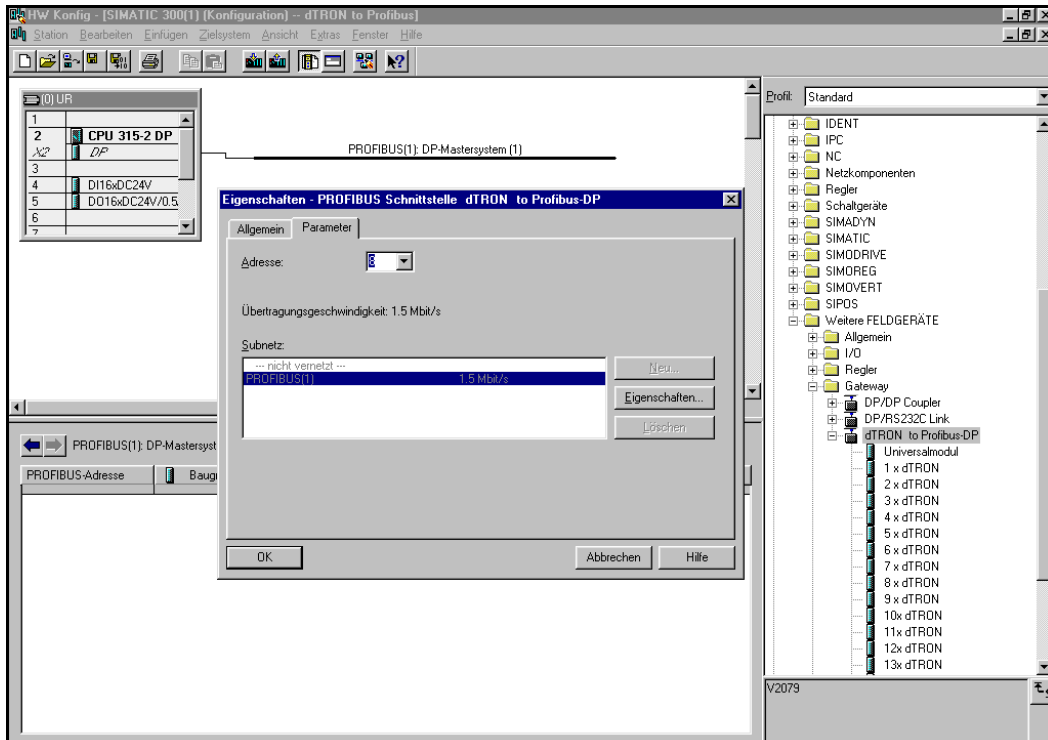 HW Konfig - [SIMATIC 300(1) (Konfiguration) -- dTRON to Profibus]
Station Bearbeiten Einfügen Zielsystem Ansicht Extras Fenster Hilfe
(0) UR
1
2 CPU 315-2 DP
X2 DP
3
4 DI16xDC24V
5 DO16xDC24V/0.5
6
7
PROFIBUS(1): DP-Mastersystem (1)
Eigenschaften - PROFIBUS Schnittstelle dTRON to Profibus-DP
Allgemein Parameter
Adresse: 8
Übertragungsgeschwindigkeit: 1.5 Mbit/s
Subnetz:
--- nicht vernetzt ---
PROFIBUS(1) 1.5 Mbit/s
Neu...
Eigenschaften...
Löschen
OK Abbrechen Hilfe
PROFIBUS(1): DP-Mastersyst
PROFIBUS-Adresse Baugr
Profil: Standard
IDENT
IPC
NC
Netzkomponenten
Regler
Schaltgeräte
SIMADYN
SIMATIC
SIMODRIVE
SIMOREG
SIMOVERT
SIPOS
Weitere FELDGERÄTE
Allgemein
I/O
Regler
Gateway
DP/DP Coupler
DP/RS232C Link
dTRON to Profibus-DP
Universalmodul
1 x dTRON
2 x dTRON
3 x dTRON
4 x dTRON
5 x dTRON
6 x dTRON
7 x dTRON
8 x dTRON
9 x dTRON
10x dTRON
11x dTRON
12x dTRON
13x dTRON
V2079